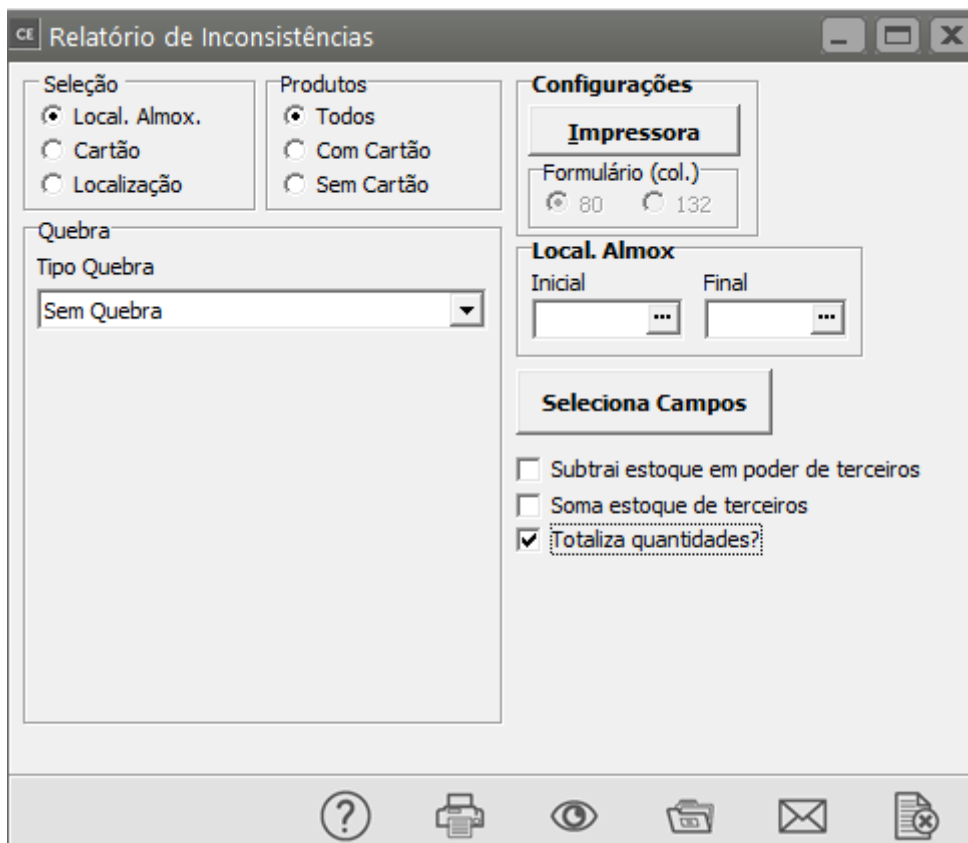 CE Relatório de Inconsistências
Seleção
Local. Almox.
Cartão
Localização
Produtos
Todos
Com Cartão
Sem Cartão
Configurações
Impressora
Formulário (col.)
80 132
Quebra
Tipo Quebra
Sem Quebra
Local. Almox
Inicial Final
... ...
Seleciona Campos
Subtrai estoque em poder de terceiros
Soma estoque de terceiros
Totaliza quantidades?
?